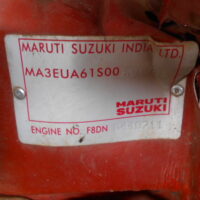 MARUTI SUZUKI INDIA LTD.
MA3EUA61S00
MARUTI
SUZUKI
ENGINE NO. F8DN